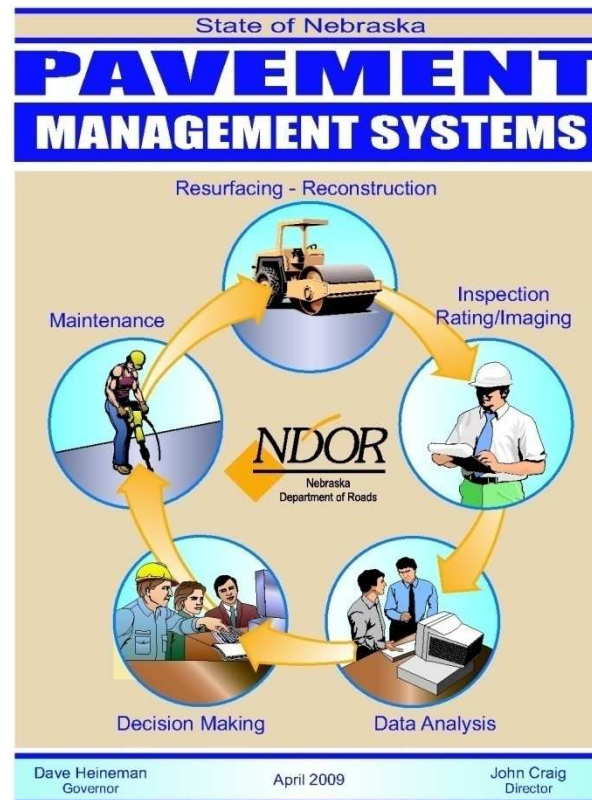 State of Nebraska
PAVEMENT
MANAGEMENT SYSTEMS
Resurfacing - Reconstruction
Inspection
Rating/Imaging
Maintenance
NDOR
Nebraska
Department of Roads
Decision Making
Data Analysis
Dave Heineman
Governor
April 2009
John Craig
Director